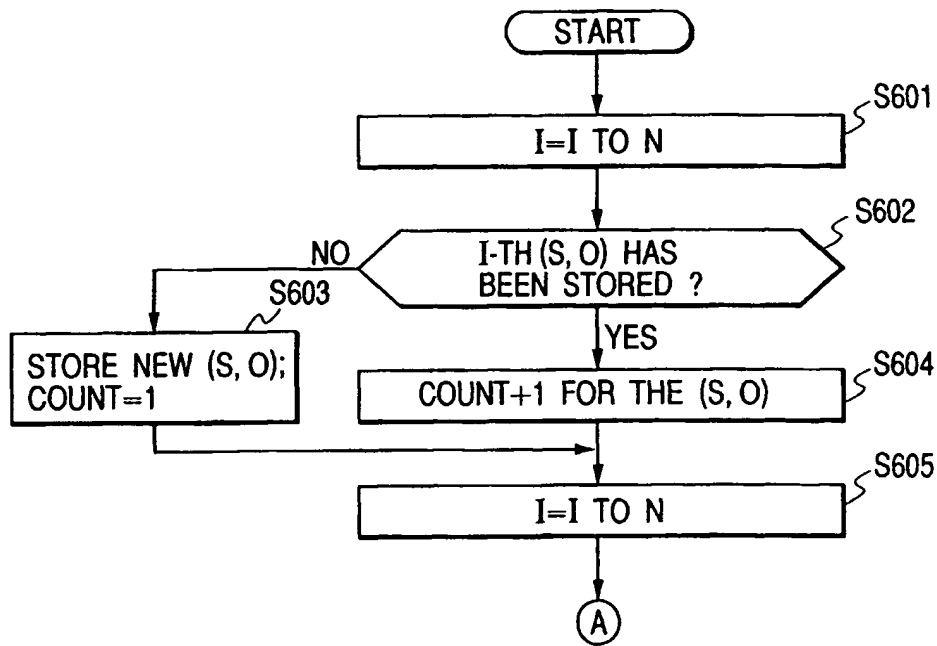 START
S601
I=I TO N
S602
I-TH (S, O) HAS
BEEN STORED ?
NO
YES
S603
STORE NEW (S, O);
COUNT=1
S604
COUNT+1 FOR THE (S, O)
S605
I=I TO N
A